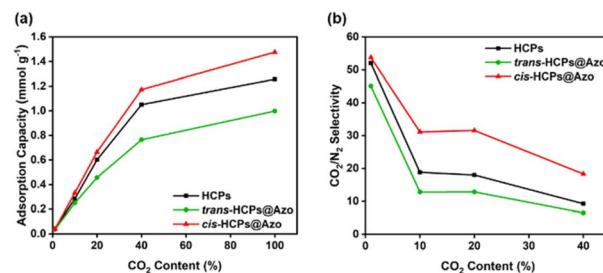 (a)
Adsorption Capacity (mmol g⁻¹)
1.6
1.4
1.2
1.0
0.8
0.6
0.4
0.2
0.0
0
20
40
60
80
100
CO₂ Content (%)
HCPs
trans-HCPs@Azo
cis-HCPs@Azo
(b)
CO₂/N₂ Selectivity
60
50
40
30
20
10
0
0
10
20
30
40
CO₂ Content (%)
HCPs
trans-HCPs@Azo
cis-HCPs@Azo